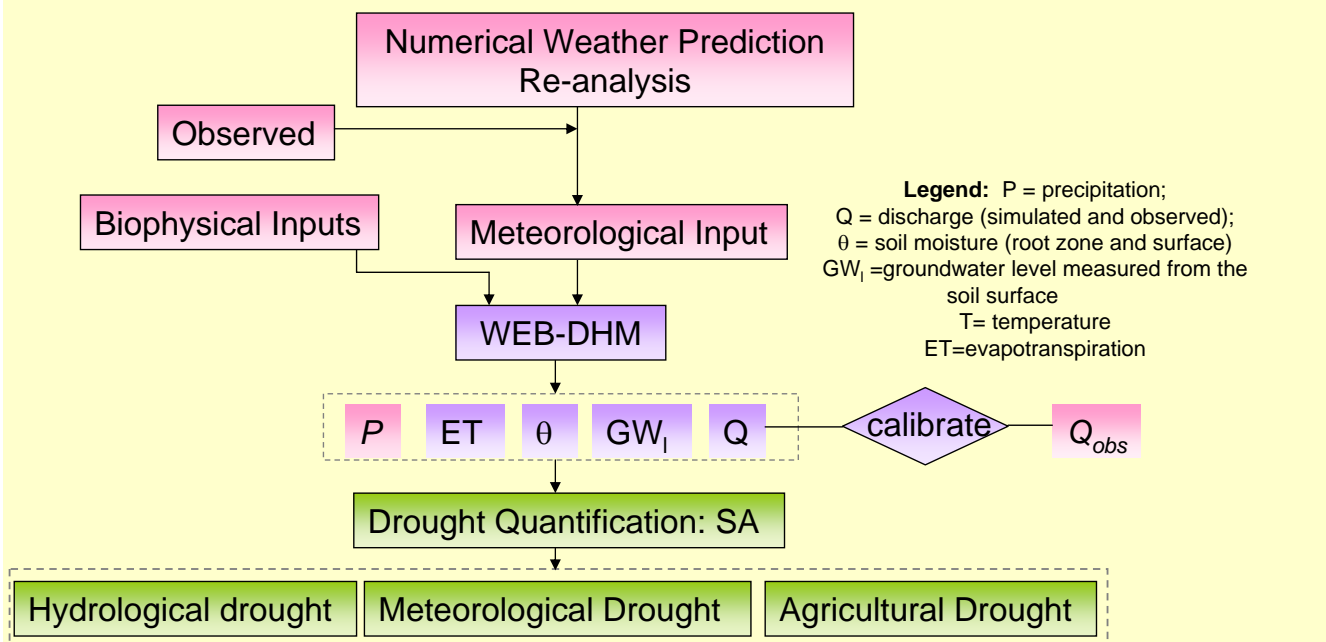 Numerical Weather Prediction
Re-analysis
Observed
Biophysical Inputs
Meteorological Input
Legend: P = precipitation;
Q = discharge (simulated and observed);
θ = soil moisture (root zone and surface)
GWₗ =groundwater level measured from the
soil surface
T= temperature
ET=evapotranspiration
WEB-DHM
P ET θ GWₗ Q calibrate Qobs
Drought Quantification: SA
Hydrological drought Meteorological Drought Agricultural Drought